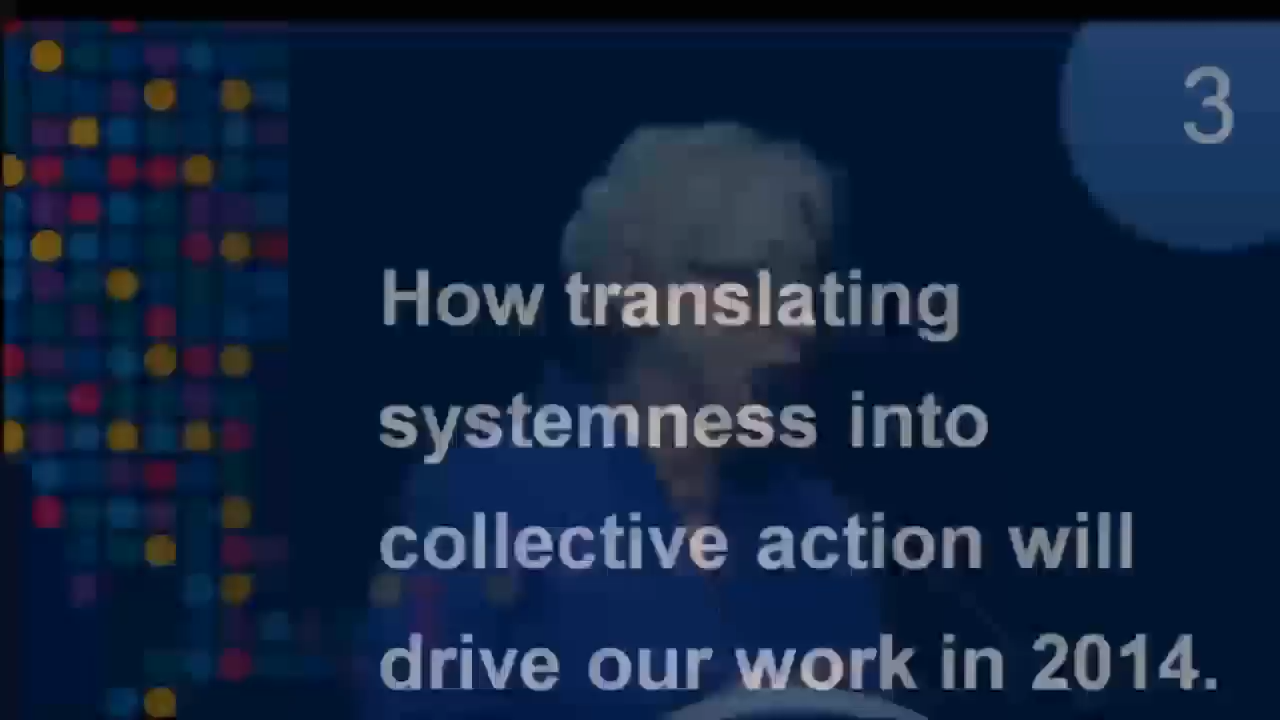 3
How translating
systemness into
collective action will
drive our work in 2014.